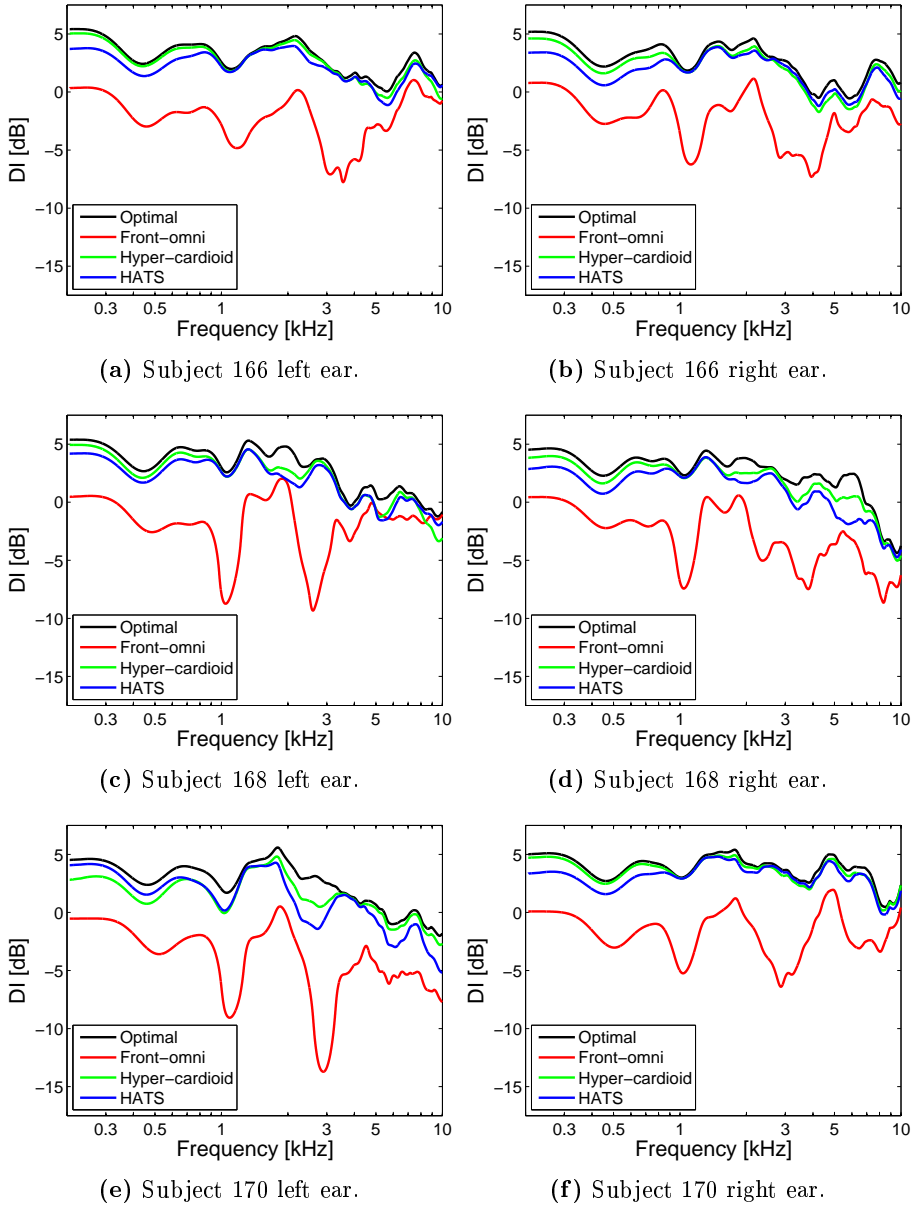 5
0
−5
−10
−15
DI [dB]
Optimal
Front−omni
Hyper−cardioid
HATS
0.3 0.5 1 3 5 10
Frequency [kHz]
(a) Subject 166 left ear.
5
0
−5
−10
−15
DI [dB]
Optimal
Front−omni
Hyper−cardioid
HATS
0.3 0.5 1 3 5 10
Frequency [kHz]
(b) Subject 166 right ear.
5
0
−5
−10
−15
DI [dB]
Optimal
Front−omni
Hyper−cardioid
HATS
0.3 0.5 1 3 5 10
Frequency [kHz]
(c) Subject 168 left ear.
5
0
−5
−10
−15
DI [dB]
Optimal
Front−omni
Hyper−cardioid
HATS
0.3 0.5 1 3 5 10
Frequency [kHz]
(d) Subject 168 right ear.
5
0
−5
−10
−15
DI [dB]
Optimal
Front−omni
Hyper−cardioid
HATS
0.3 0.5 1 3 5 10
Frequency [kHz]
(e) Subject 170 left ear.
5
0
−5
−10
−15
DI [dB]
Optimal
Front−omni
Hyper−cardioid
HATS
0.3 0.5 1 3 5 10
Frequency [kHz]
(f) Subject 170 right ear.